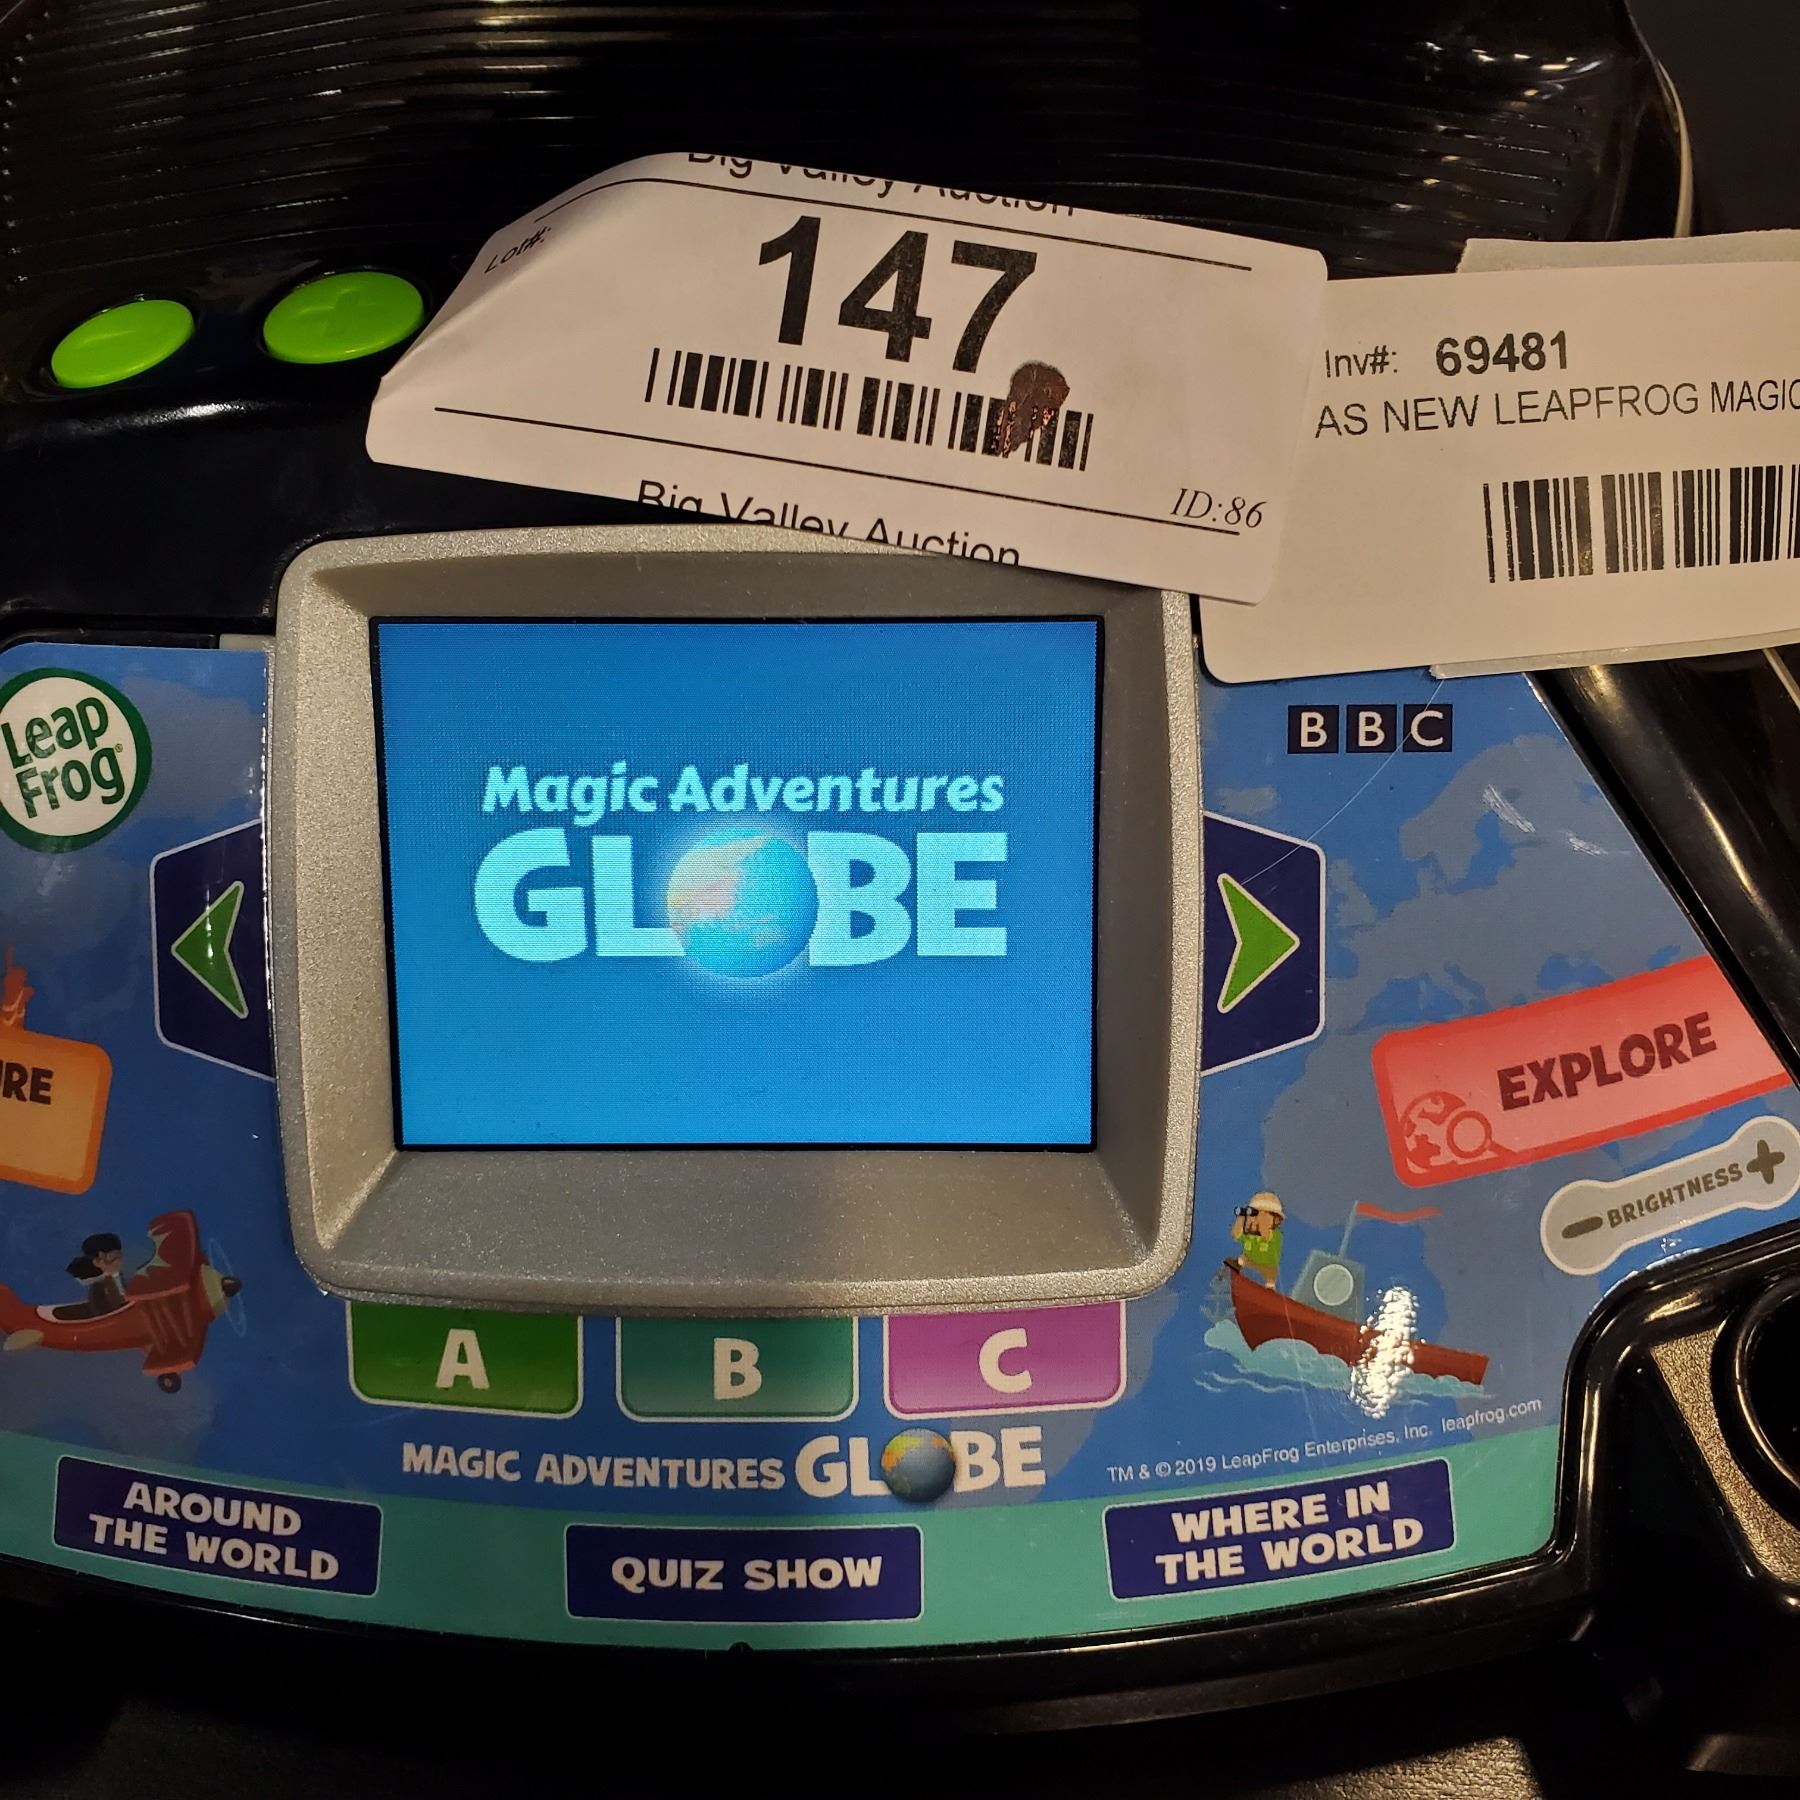 Big Valley Auction
Lot#:
147
ID:86
Big Valley Auction
Inv#: 69481
AS NEW LEAPFROG MAGIC
Leap
Frog
BBC
Magic Adventures
GLOBE
RE
EXPLORE
BRIGHTNESS
A B C
MAGIC ADVENTURES GLOBE
TM & © 2019 LeapFrog Enterprises, Inc. leapfrog.com
AROUND
THE WORLD
QUIZ SHOW
WHERE IN
THE WORLD